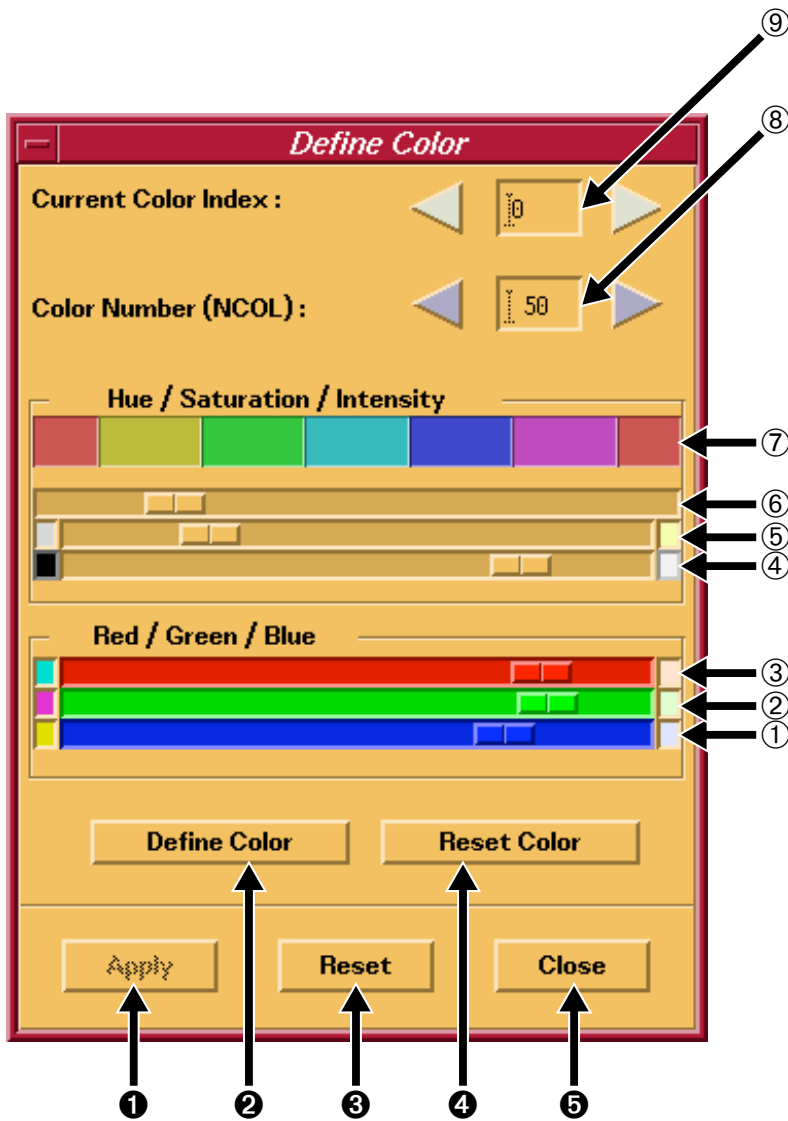 ⑨
⑧
Define Color
Current Color Index : 0
Color Number (NCOL) : 50
Hue / Saturation / Intensity
⑦
⑥
⑤
④
Red / Green / Blue
③
②
①
Define Color Reset Color
Apply Reset Close
❶ ❷ ❸ ❹ ❺